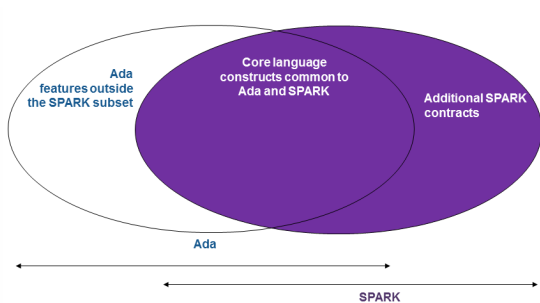 Ada
features outside
the SPARK subset
Core language
constructs common to
Ada and SPARK
Additional SPARK
contracts
Ada
SPARK